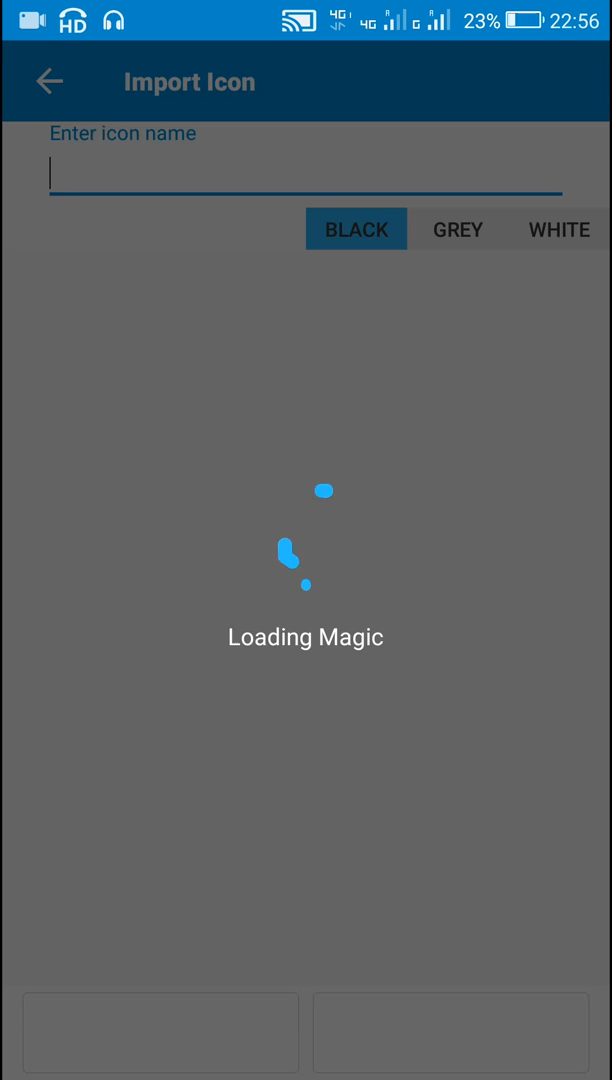 HD 4G 4G R G R 23% 22:56
Import Icon
Enter icon name
BLACK GREY WHITE
Loading Magic